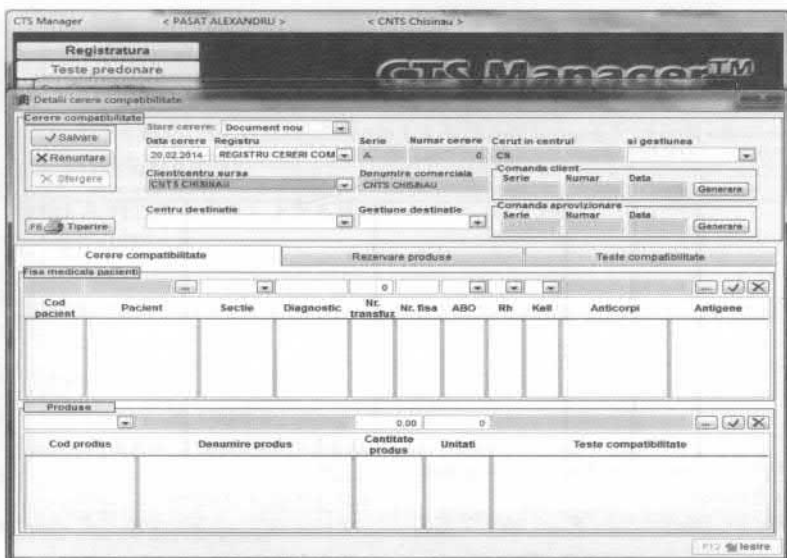 CTS Manager < PASAT ALEXANDRU > < CNTS Chisinau >
Registratura
Teste predonare
CTS Manager™
Detalii cerere compatibilitate
Cerere compatibilitate
Stare cerere: Document nou
Salvare
Data cerere Registru Serie Numar cerere Cerut in centrul si gestiunea
Renuntare 20.02.2014 REGISTRU CERERI COM A 0 CS
Stergere
Client/centru sursa Denumire comerciala Comanda client
CNTS CHISINAU CNTS CHISINAU Serie Numar Data
Generare
Centru destinatie Gestiune destinatie Comanda aprovizionare
F6 Tiparire Serie Numar Data
Generare
Cerere compatibilitate Rezervare produse Teste compatibilitate
Fisa medicala pacienti
... 0 ...
Cod pacient Pacient Sectie Diagnostic Nr. transfuz Nr. fisa ABO Rh Kell Anticorpi Antigene
Produse
0.00 0 ...
Cod produs Denumire produs Cantitate produs Unitati Teste compatibilitate
F12 Iesire